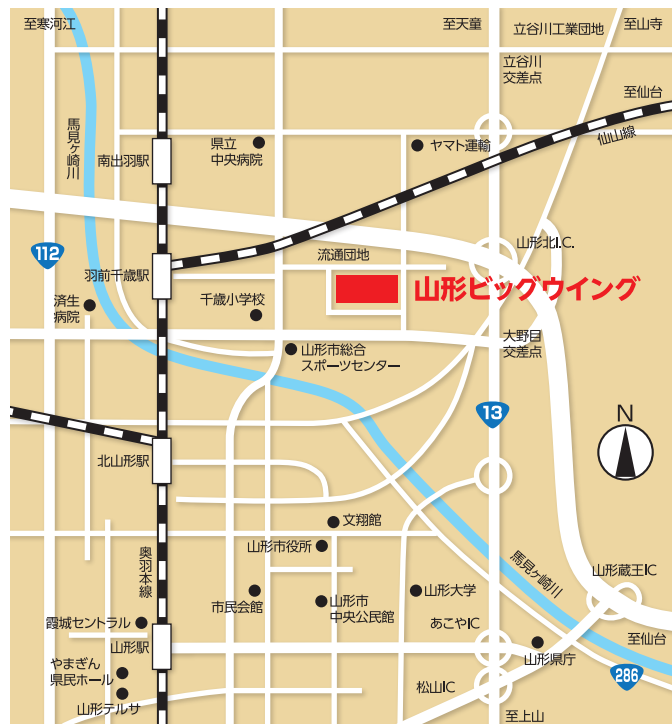 至寒河江
至天童
立谷川工業団地
至山寺
立谷川
交差点
至仙台
馬見ヶ崎川
南出羽駅
県立
中央病院
ヤマト運輸
仙山線
112
山形北I.C.
流通団地
羽前千歳駅
山形ビッグウイング
済生
病院
千歳小学校
大野目
交差点
山形市総合
スポーツセンター
13
N
北山形駅
文翔館
山形市役所
奥羽本線
馬見ヶ崎川
山形蔵王IC
市民会館
山形市
中央公民館
山形大学
霞城セントラル
あこやIC
至仙台
山形駅
山形県庁
やまぎん
県民ホール
286
松山IC
山形テルサ
至上山